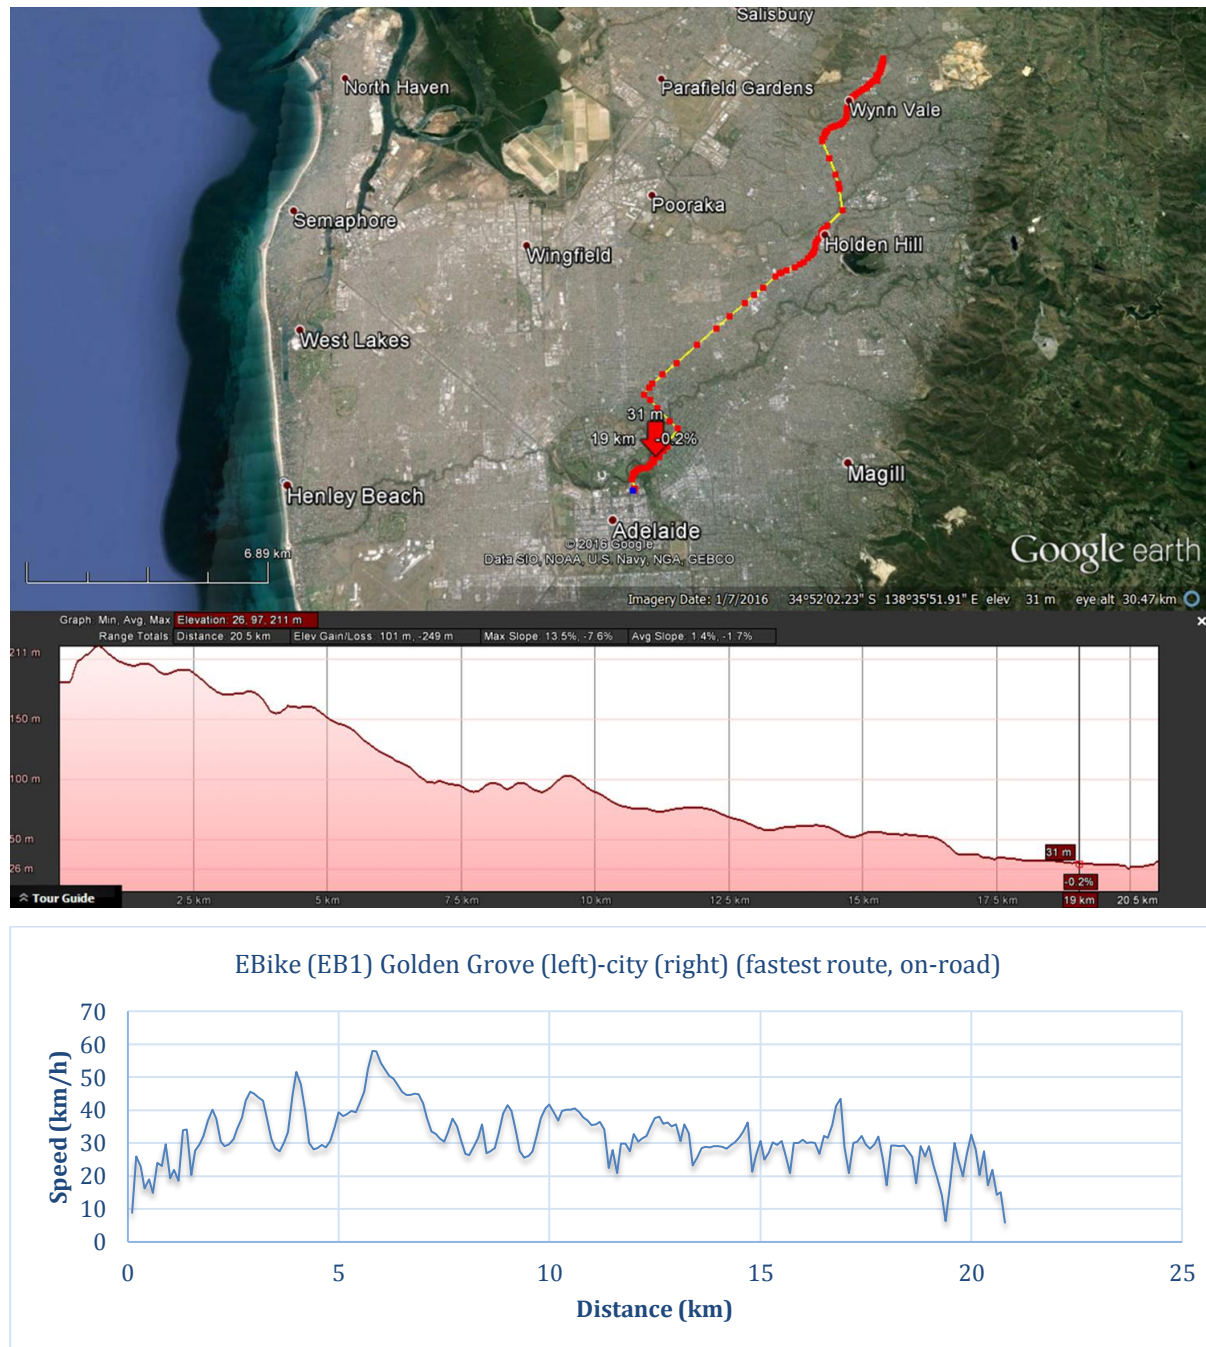 Salisbury
North Haven
Parafield Gardens
Wynn Vale
Semaphore
Pooraka
Wingfield
Holden Hill
West Lakes
31 m
19 km -0.2%
Magill
Henley Beach
Adelaide
© 2016 Google
Data SIO, NOAA, U.S. Navy, NGA, GEBCO
6.89 km
Google earth
Imagery Date: 1/7/2016 34°52'02.23" S 138°35'51.91" E elev 31 m eye alt 30.47 km
Graph: Min, Avg, Max Elevation: 26, 97, 211 m
Range Totals: Distance: 20.5 km Elev Gain/Loss: 101 m, -249 m Max Slope: 13.5%, -7.6% Avg Slope: 1.4%, -1.7%
211 m
150 m
100 m
50 m
26 m
31 m
-0.2%
Tour Guide
2.5 km 5 km 7.5 km 10 km 12.5 km 15 km 17.5 km 19 km 20.5 km
EBike (EB1) Golden Grove (left)-city (right) (fastest route, on-road)
Speed (km/h)
70
60
50
40
30
20
10
0
0 5 10 15 20 25
Distance (km)